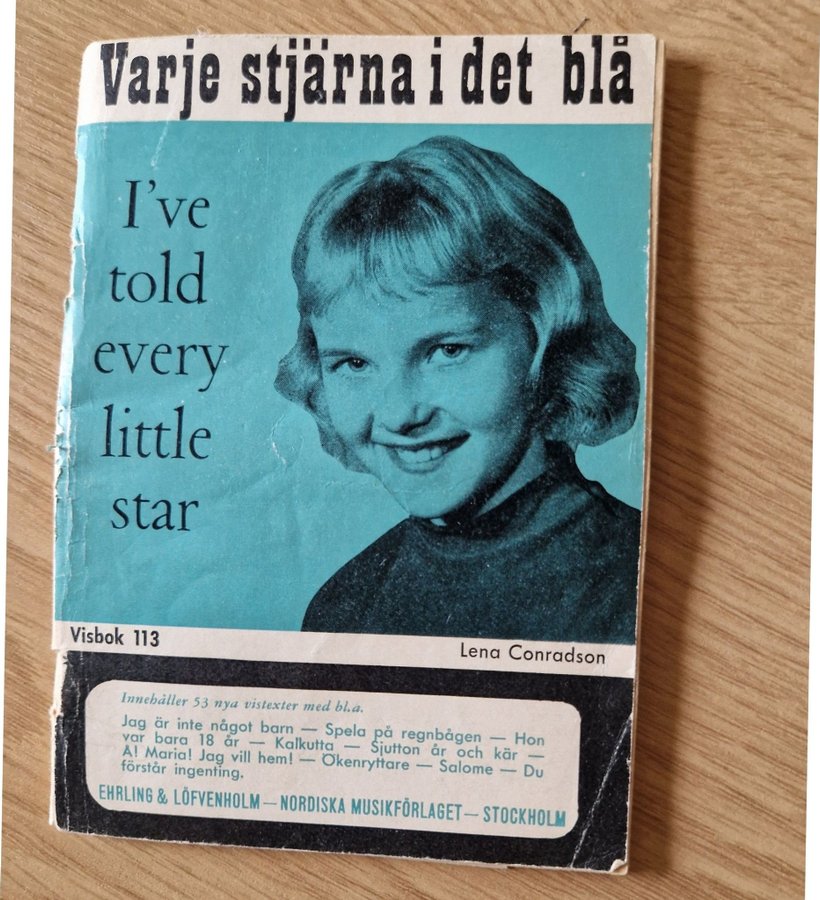 Varje stjärna i det blå
I've
told
every
little
star
Visbok 113
Lena Conradson
Innehåller 53 nya vistexter med bl.a.
Jag är inte något barn — Spela på regnbågen — Hon
var bara 18 år — Kalkutta — Sjutton år och kär —
Å! Maria! Jag vill hem! — Ökenryttare — Salome — Du
förstår ingenting.
EHRLING & LÖFVENHOLM — NORDISKA MUSIKFÖRLAGET — STOCKHOLM